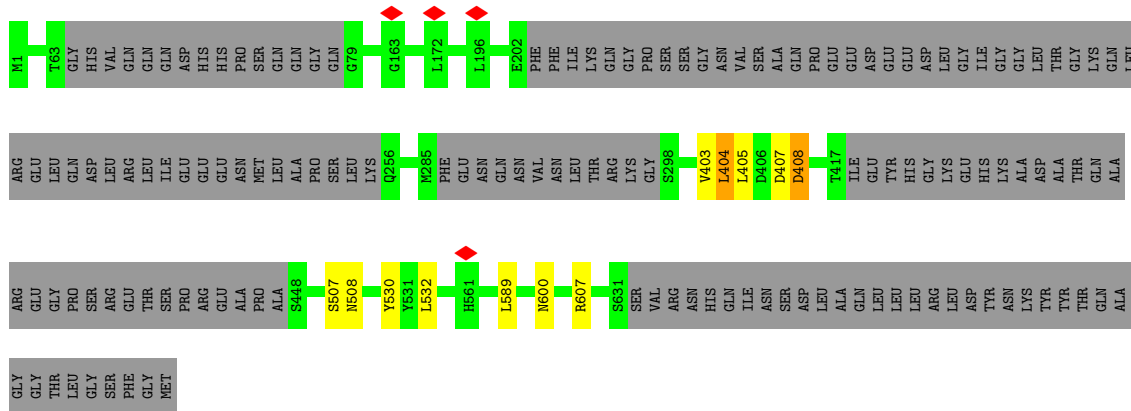 M1 T63 GLY HIS VAL GLN GLN GLN ASP HIS HIS PRO SER GLN GLN GLN GLY GLN G79 G163 L172 L196 E202 PHE PHE ILE LYS GLN GLY PRO SER SER GLY ASN VAL SER ALA GLN PRO GLU GLU ASP GLU GLU ASP LEU GLY ILE GLY GLY LEU THR GLY LYS GLN LEU
ARG GLU LEU LEU GLN ASP LEU ARG LEU ILE GLU GLU GLU ASN MET LEU ALA PRO SER LEU LYS Q256 M285 PHE GLU ASN GLN ASN VAL ASN LEU THR ARG LYS GLY S298 V403 L404 L405 D406 D407 D408 T417 ILE GLU TYR HIS GLY LYS GLU HIS LYS ALA ASP ALA THR GLN ALA
ARG GLU GLY PRO SER ARG GLU THR SER PRO ARG GLU ALA PRO ALA S448 S507 N508 Y530 Y531 L532 H561 L589 N600 R607 S631 SER VAL ARG ASN HIS GLN ILE ASN SER ASP LEU ALA GLN LEU LEU LEU ARG LEU ASP TYR ASN LYS TYR TYR THR GLN ALA
GLY GLY THR LEU GLY SER PHE GLY MET